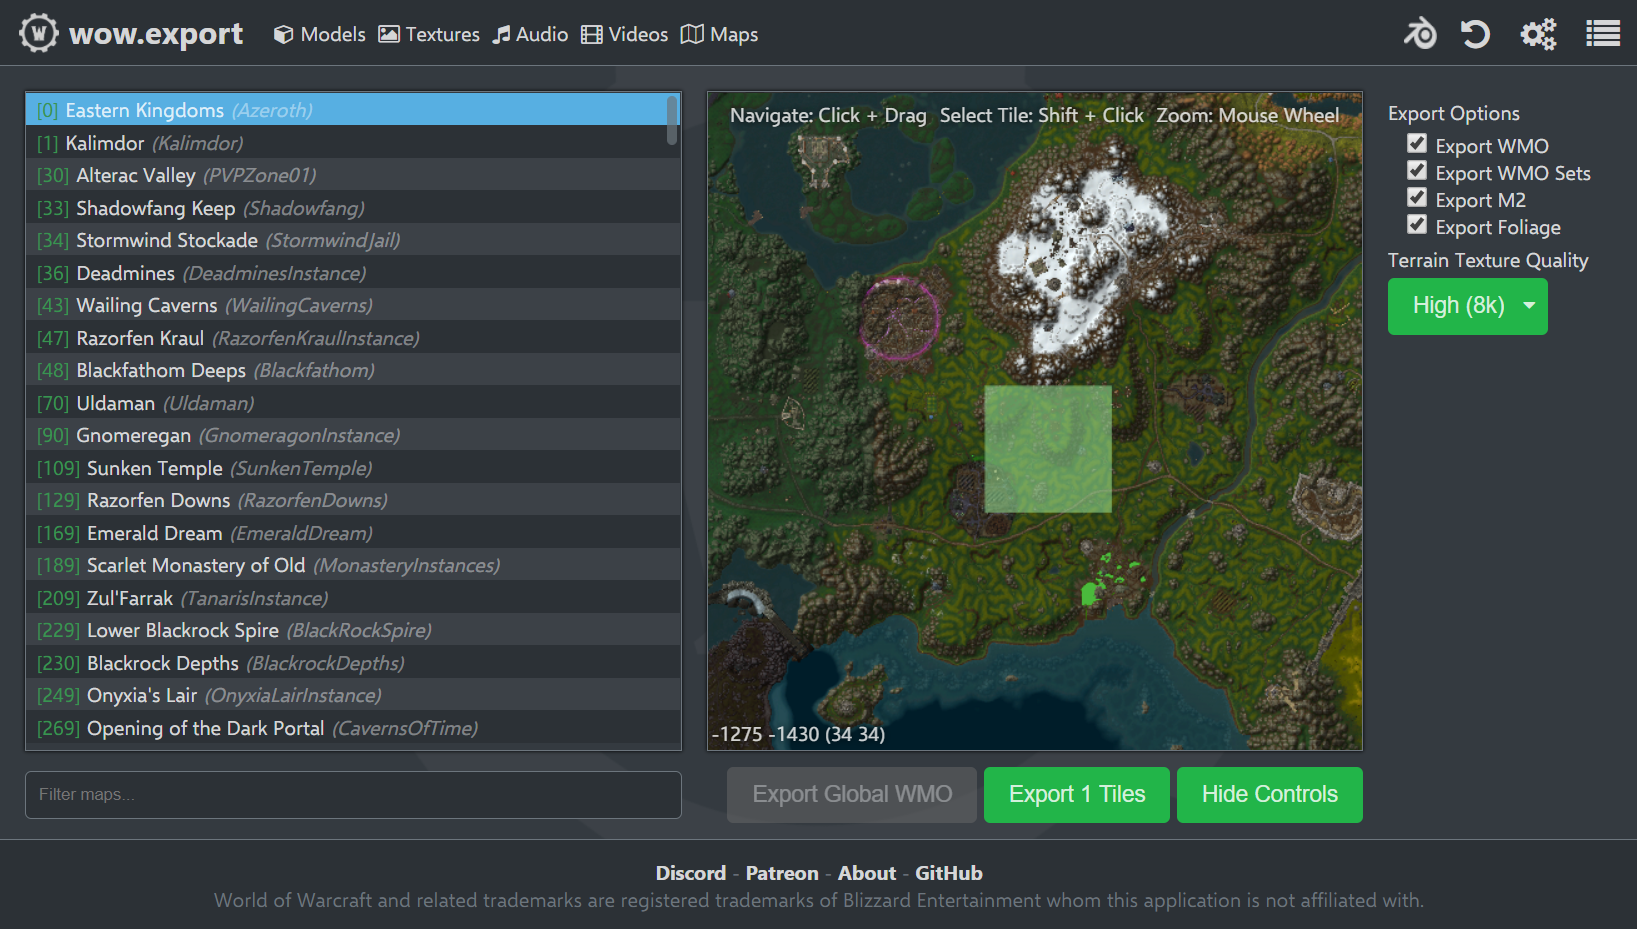 W wow.export Models Textures Audio Videos Maps
[0] Eastern Kingdoms (Azeroth)
[1] Kalimdor (Kalimdor)
[30] Alterac Valley (PVPZone01)
[33] Shadowfang Keep (Shadowfang)
[34] Stormwind Stockade (StormwindJail)
[36] Deadmines (DeadminesInstance)
[43] Wailing Caverns (WailingCaverns)
[47] Razorfen Kraul (RazorfenKraulInstance)
[48] Blackfathom Deeps (Blackfathom)
[70] Uldaman (Uldaman)
[90] Gnomeregan (GnomeragonInstance)
[109] Sunken Temple (SunkenTemple)
[129] Razorfen Downs (RazorfenDowns)
[169] Emerald Dream (EmeraldDream)
[189] Scarlet Monastery of Old (MonasteryInstances)
[209] Zul'Farrak (TanarisInstance)
[229] Lower Blackrock Spire (BlackRockSpire)
[230] Blackrock Depths (BlackrockDepths)
[249] Onyxia's Lair (OnyxiaLairInstance)
[269] Opening of the Dark Portal (CavernsOfTime)
Filter maps...
Navigate: Click + Drag Select Tile: Shift + Click Zoom: Mouse Wheel
-1275 -1430 (34 34)
Export Global WMO Export 1 Tiles Hide Controls
Export Options
Export WMO
Export WMO Sets
Export M2
Export Foliage
Terrain Texture Quality
High (8k)
Discord - Patreon - About - GitHub
World of Warcraft and related trademarks are registered trademarks of Blizzard Entertainment whom this application is not affiliated with.